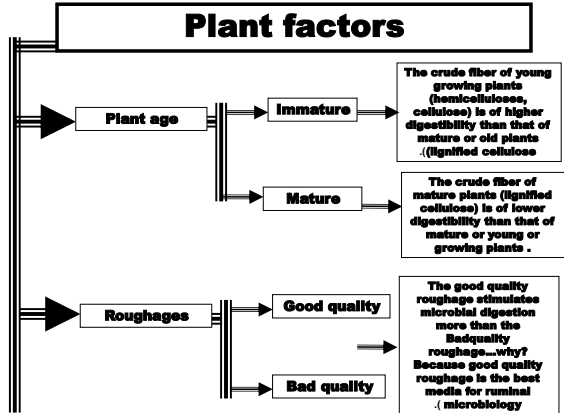 Plant factors
Plant age
Immature
The crude fiber of young
growing plants
(hemicelluloses,
cellulose) is of higher
digestibility than that of
mature or old plants
.((lignified cellulose
Mature
The crude fiber of
mature plants (lignified
cellulose) is of lower
digestibility than that of
mature or young or
growing plants .
Roughages
Good quality
Bad quality
The good quality
roughage stimulates
microbial digestion
more than the
Badquality
roughage...why?
Because good quality
roughage is the best
media for ruminal
.( microbiology